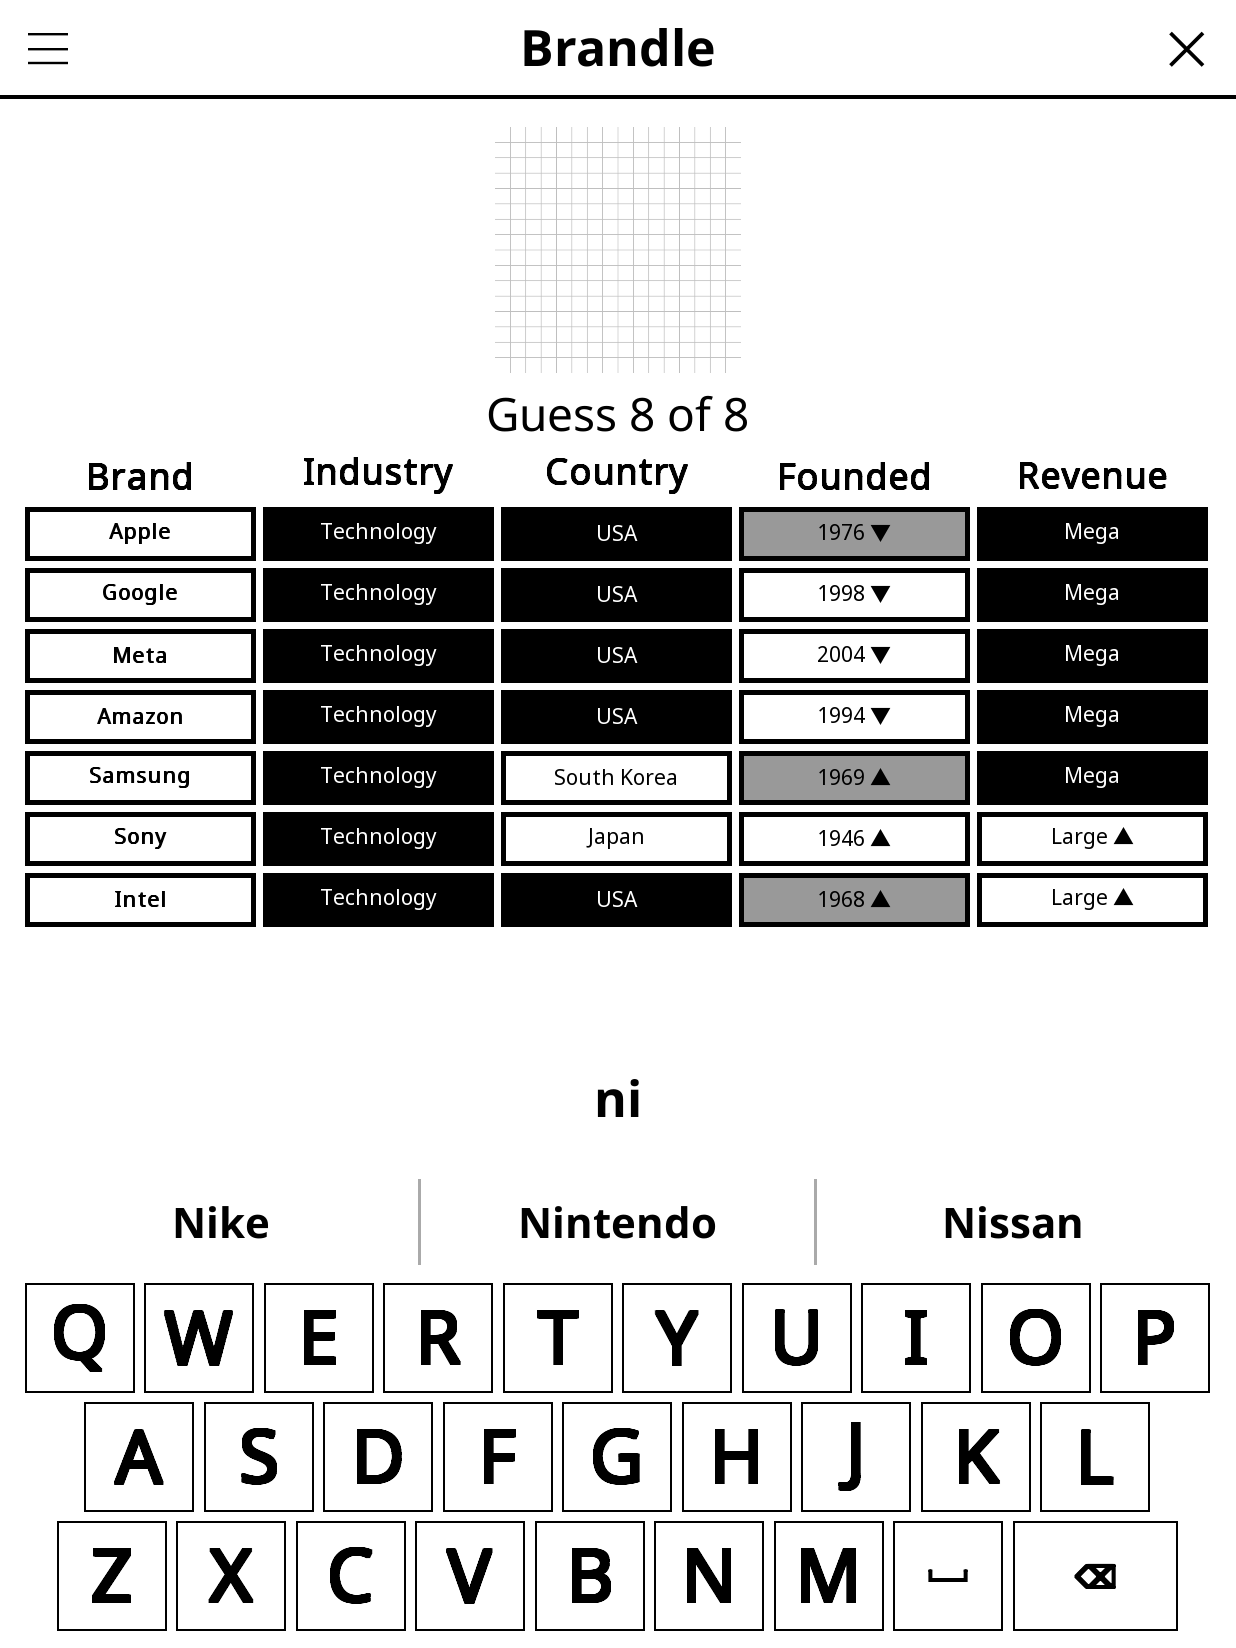 Brandle
Guess 8 of 8
Brand Industry Country Founded Revenue
Apple Technology USA 1976 ▼ Mega
Google Technology USA 1998 ▼ Mega
Meta Technology USA 2004 ▼ Mega
Amazon Technology USA 1994 ▼ Mega
Samsung Technology South Korea 1969 ▲ Mega
Sony Technology Japan 1946 ▲ Large ▲
Intel Technology USA 1968 ▲ Large ▲
ni
Nike Nintendo Nissan
Q W E R T Y U I O P
A S D F G H J K L
Z X C V B N M